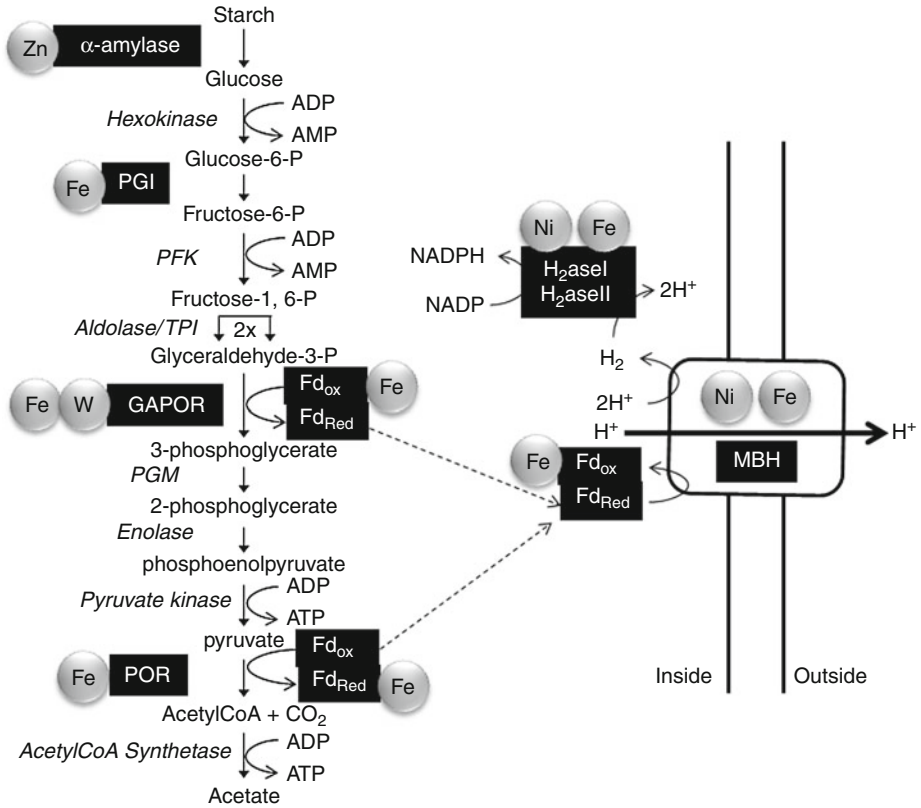 Starch
Zn
α-amylase
Glucose
Hexokinase
ADP
AMP
Glucose-6-P
Fe
PGI
Fructose-6-P
PFK
ADP
AMP
Fructose-1, 6-P
Aldolase/TPI
2x
Glyceraldehyde-3-P
Fe
W
GAPOR
Fdox
Fe
FdRed
3-phosphoglycerate
PGM
2-phosphoglycerate
Enolase
phosphoenolpyruvate
Pyruvate kinase
ADP
ATP
pyruvate
Fdox
Fe
POR
FdRed
Fe
AcetylCoA + CO2
AcetylCoA Synthetase
ADP
ATP
Acetate
Ni
Fe
NADPH
H2aseI
NADP
H2aseII
2H+
H2
2H+
Ni
Fe
H+
H+
MBH
Fe
Fdox
FdRed
Inside
Outside